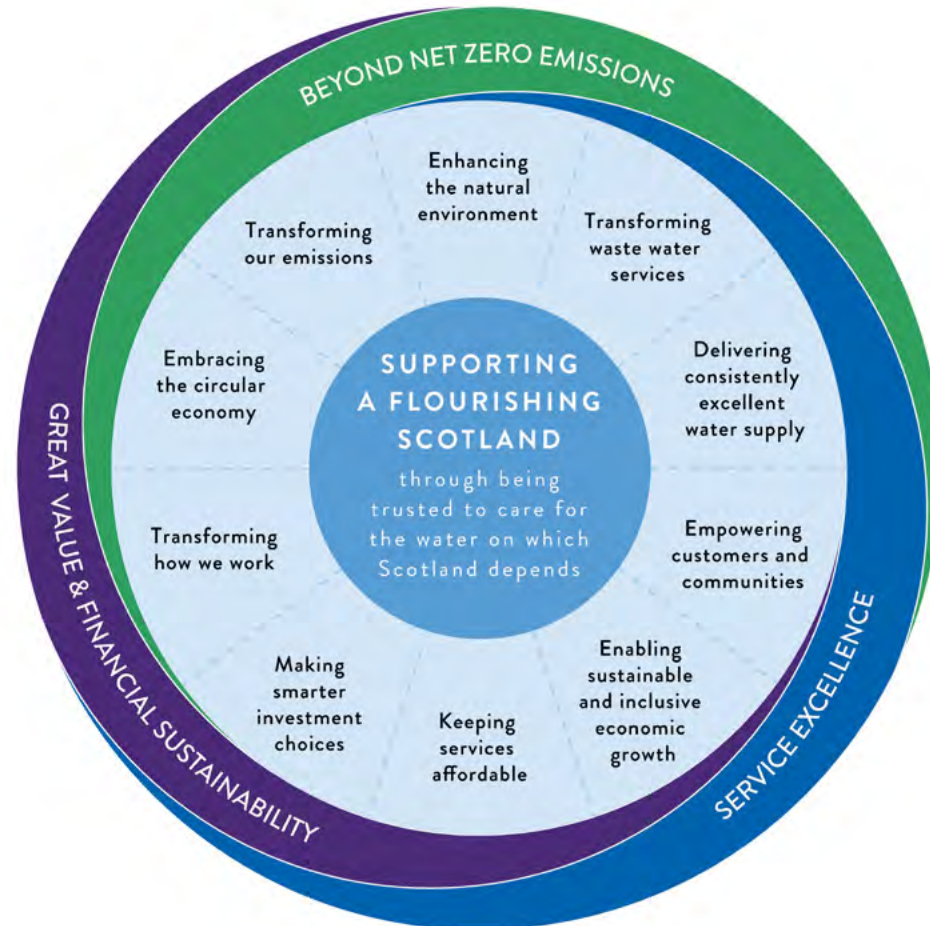 BEYOND NET ZERO EMISSIONS
Enhancing
the natural
environment
Transforming
waste water
services
Delivering
consistently
excellent
water supply
Empowering
customers and
communities
Enabling
sustainable
and inclusive
economic
growth
Keeping
services
affordable
Making
smarter
investment
choices
Transforming
how we work
Embracing
the circular
economy
Transforming
our emissions
SUPPORTING
A FLOURISHING
SCOTLAND
through being
trusted to care for
the water on which
Scotland depends
SERVICE EXCELLENCE
GREAT VALUE & FINANCIAL SUSTAINABILITY